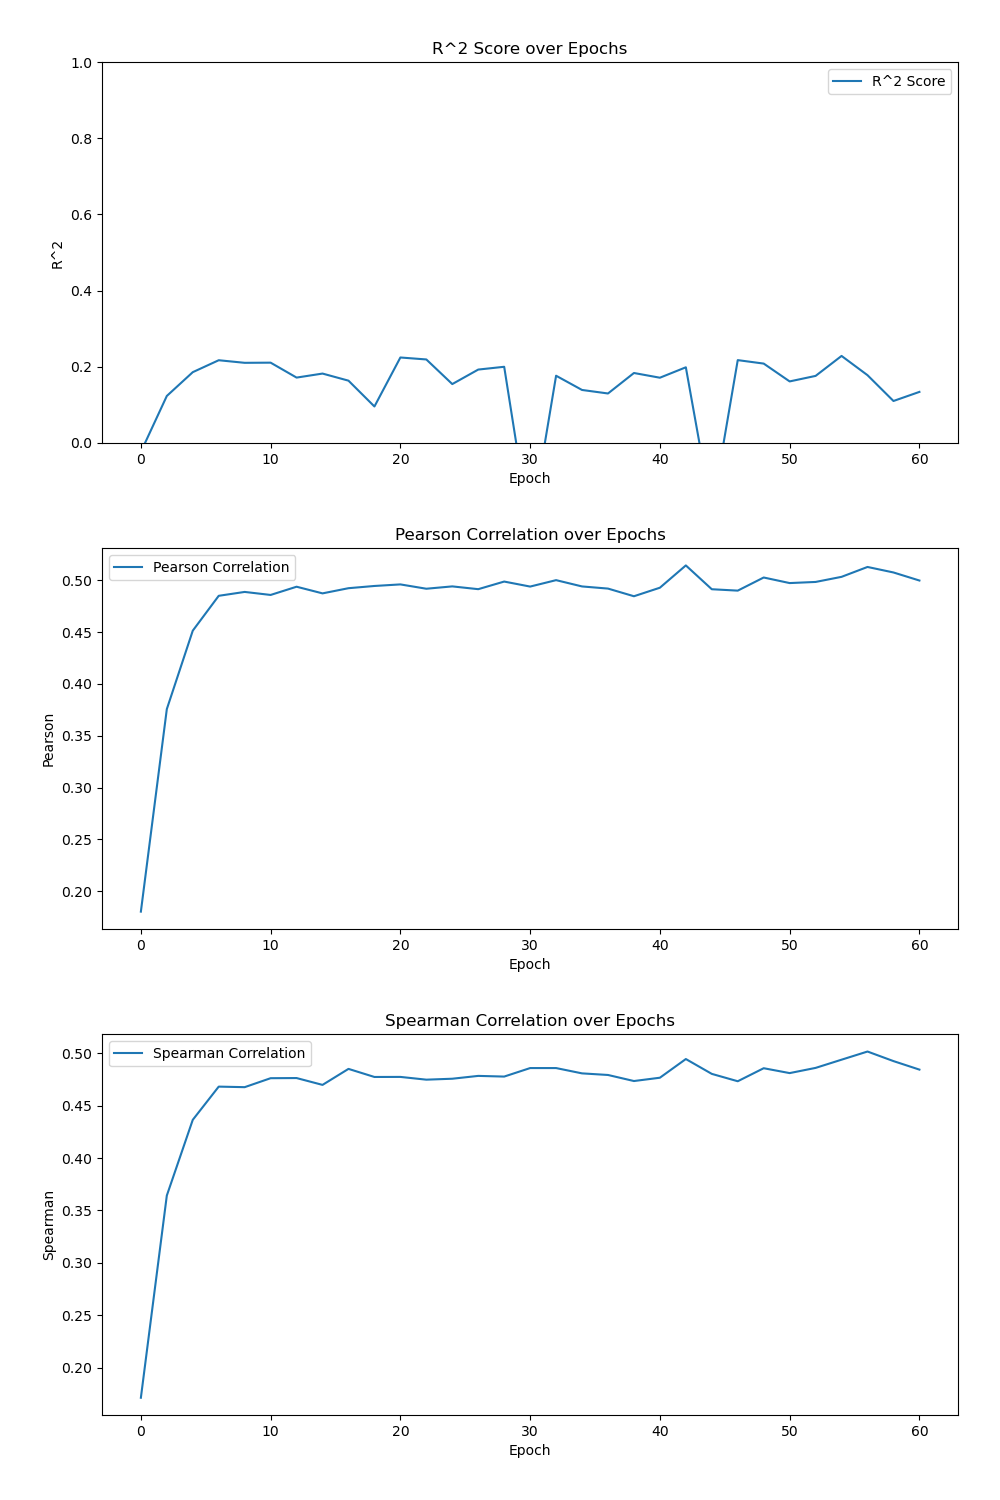 R^2 Score over Epochs
R^2 Score
1.0
0.8
0.6
0.4
0.2
0.0
R^2
0 10 20 30 40 50 60
Epoch
Pearson Correlation over Epochs
Pearson Correlation
0.50
0.45
0.40
0.35
0.30
0.25
0.20
Pearson
0 10 20 30 40 50 60
Epoch
Spearman Correlation over Epochs
Spearman Correlation
0.50
0.45
0.40
0.35
0.30
0.25
0.20
Spearman
0 10 20 30 40 50 60
Epoch